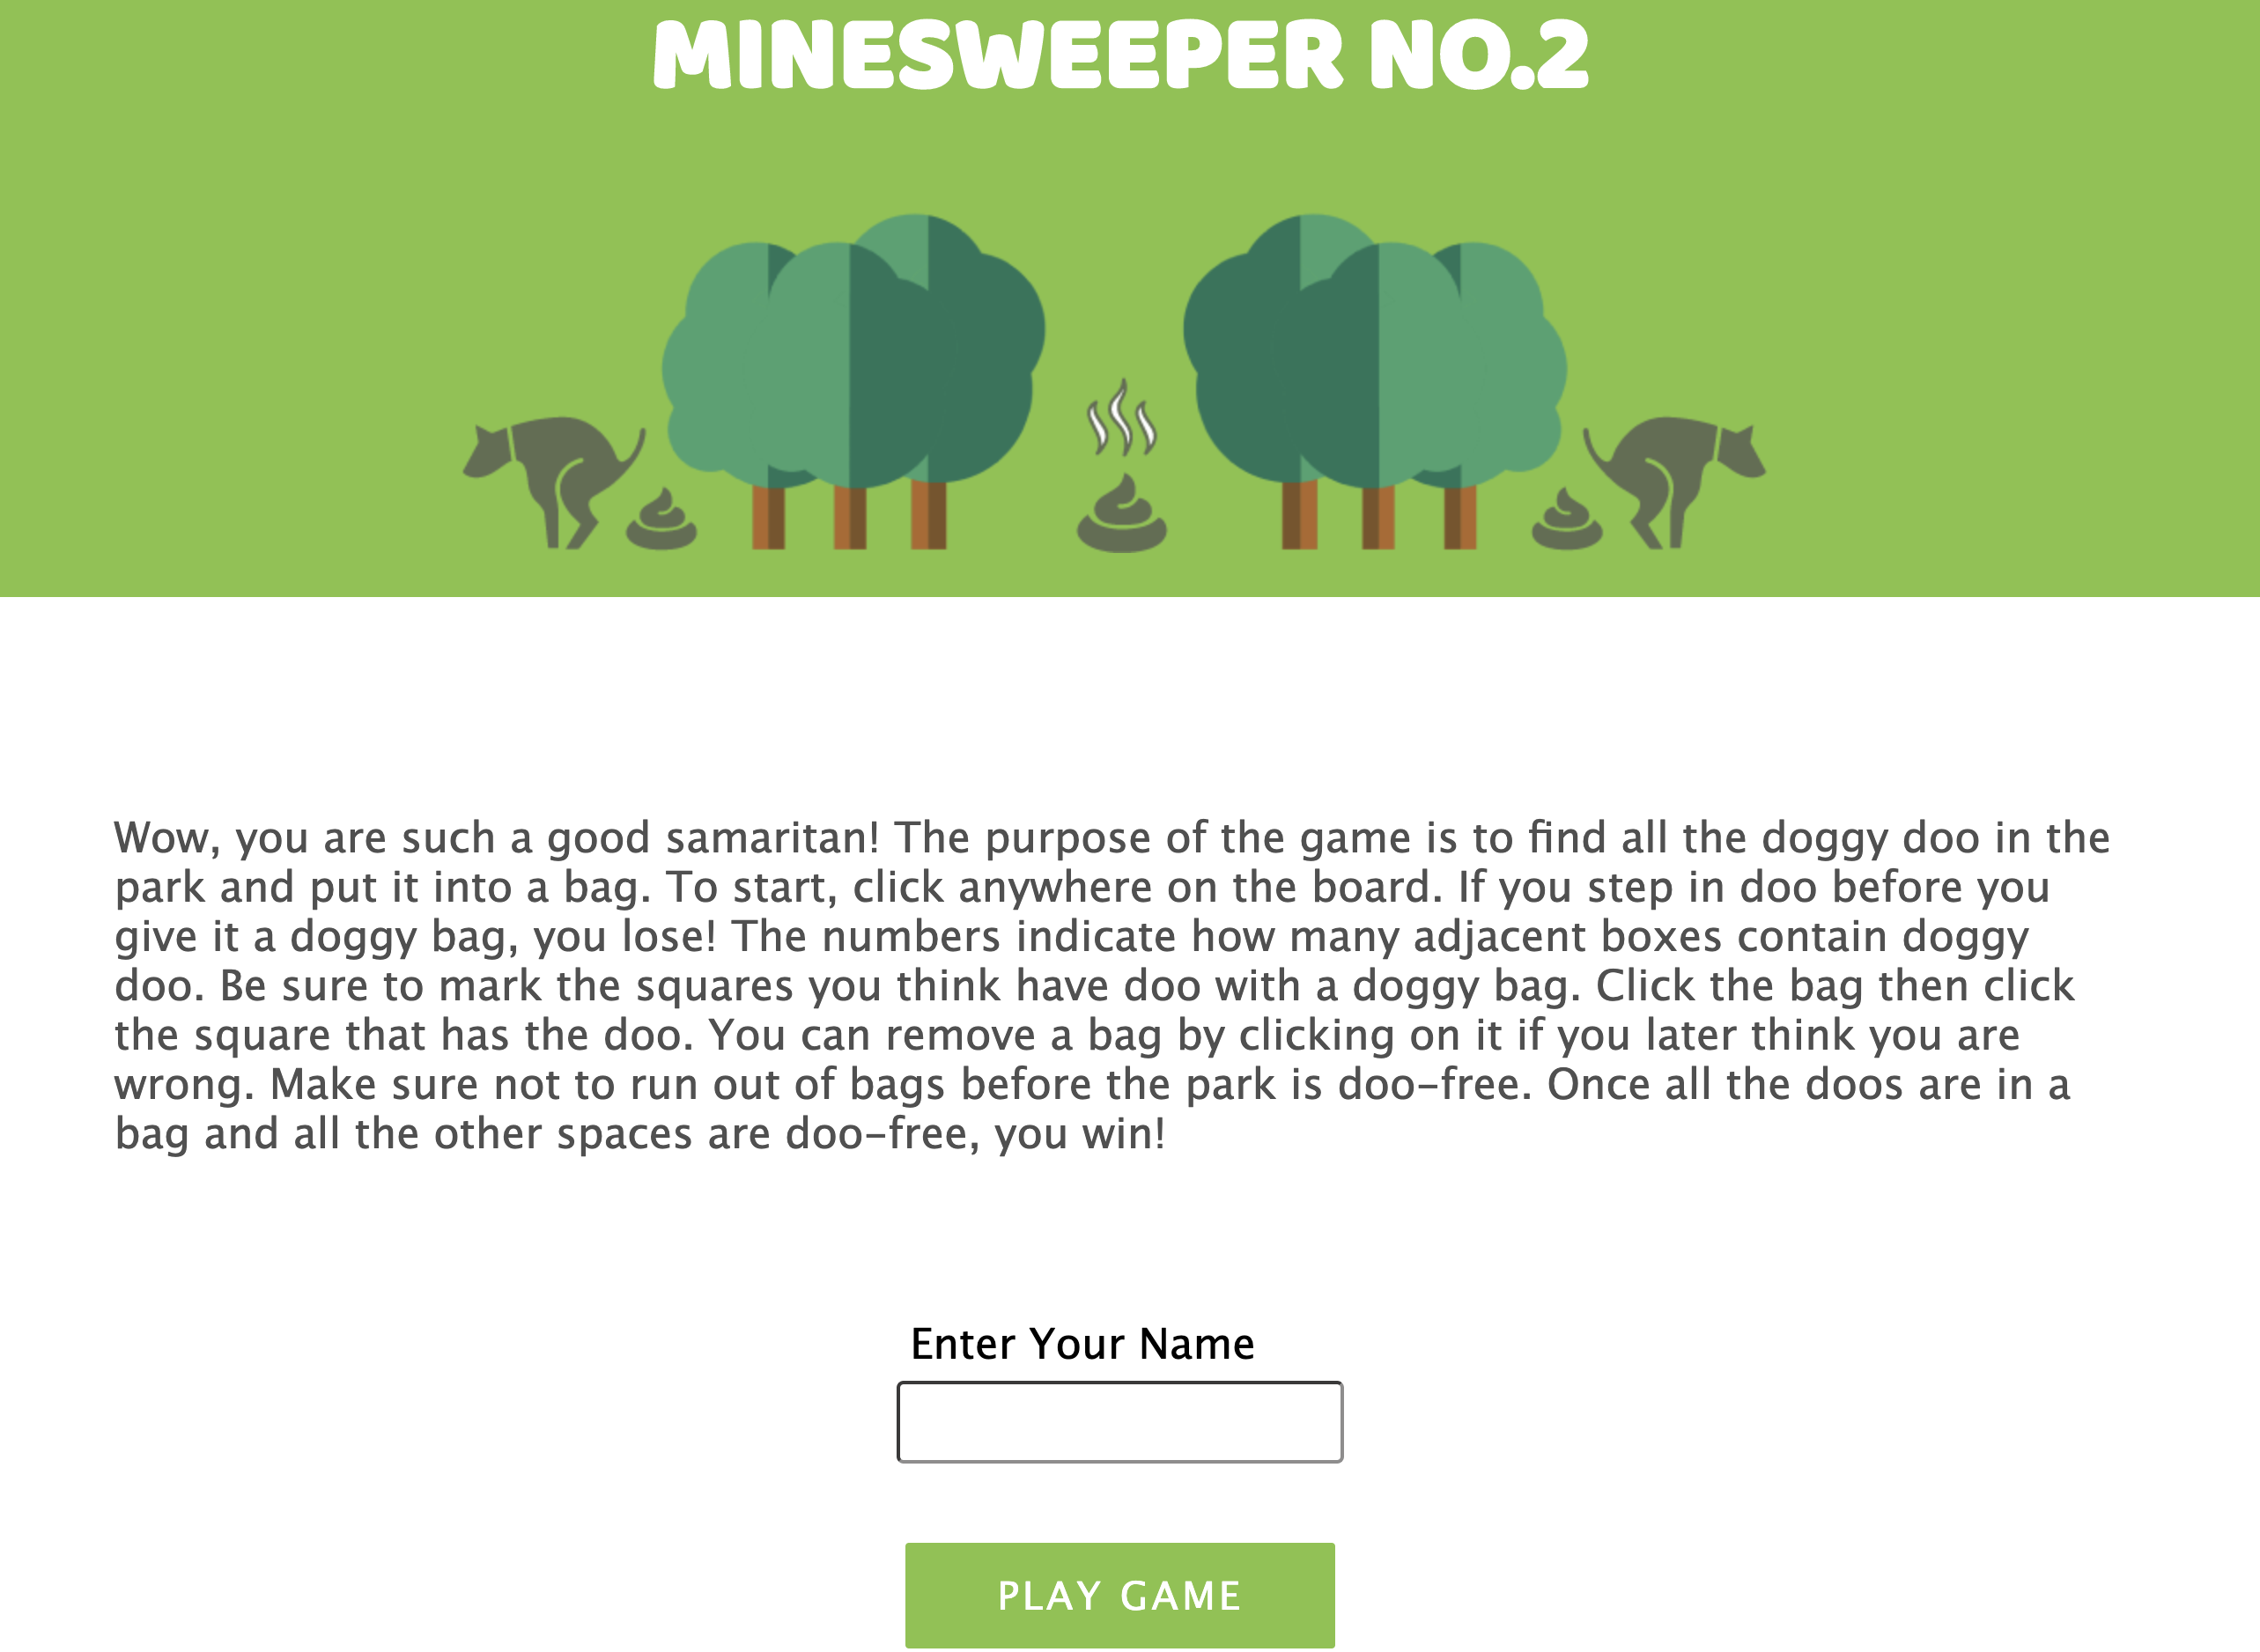 MINESWEEPER NO.2
Wow, you are such a good samaritan! The purpose of the game is to find all the doggy doo in the
park and put it into a bag. To start, click anywhere on the board. If you step in doo before you
give it a doggy bag, you lose! The numbers indicate how many adjacent boxes contain doggy
doo. Be sure to mark the squares you think have doo with a doggy bag. Click the bag then click
the square that has the doo. You can remove a bag by clicking on it if you later think you are
wrong. Make sure not to run out of bags before the park is doo-free. Once all the doos are in a
bag and all the other spaces are doo-free, you win!
Enter Your Name
PLAY GAME